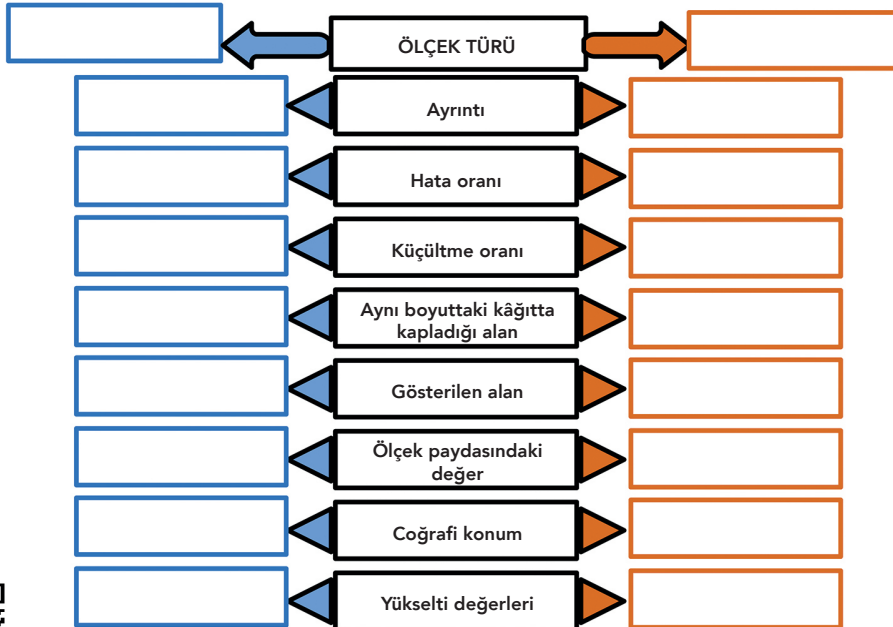 ÖLÇEK TÜRÜ
Ayrıntı
Hata oranı
Küçültme oranı
Aynı boyuttaki kâğıtta
kapladığı alan
Gösterilen alan
Ölçek paydasındaki
değer
Coğrafi konum
Yükselti değerleri